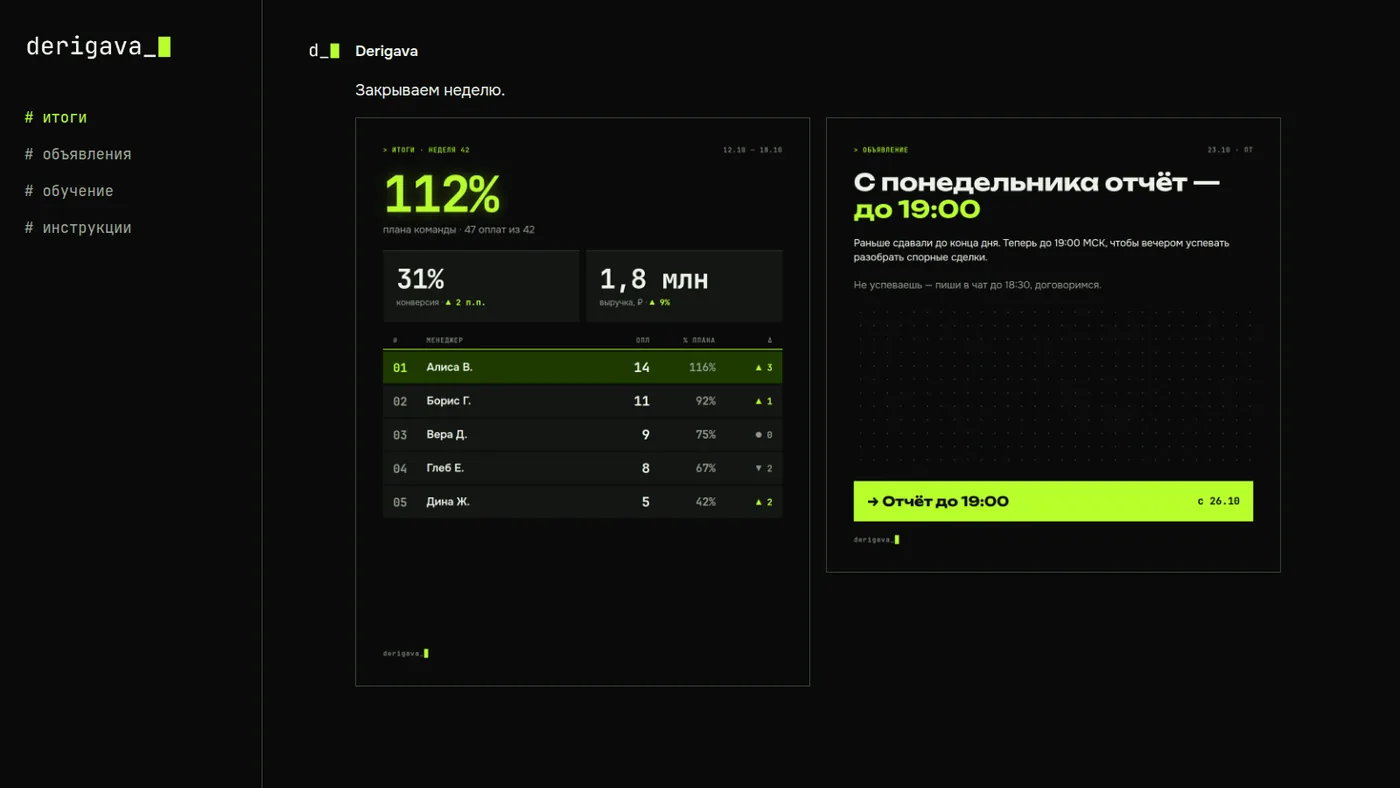 derigava_
# итоги
# объявления
# обучение
# инструкции
d_ Derigava
Закрываем неделю.
> ИТОГИ · НЕДЕЛЯ 42 12.10 — 18.10
112%
плана команды · 47 оплат из 42
31%
конверсия · ▲ 2 п.п.
1,8 млн
выручка, ₽ · ▲ 9%
# МЕНЕДЖЕР ОПЛ % ПЛАНА Δ
01 Алиса В. 14 116% ▲ 3
02 Борис Г. 11 92% ▲ 1
03 Вера Д. 9 75% ● 0
04 Глеб Е. 8 67% ▼ 2
05 Дина Ж. 5 42% ▲ 2
derigava_
> ОБЪЯВЛЕНИЕ 23.10 · ПТ
С понедельника отчёт —
до 19:00
Раньше сдавали до конца дня. Теперь до 19:00 МСК, чтобы вечером успевать
разобрать спорные сделки.
Не успеваешь — пиши в чат до 18:30, договоримся.
→ Отчёт до 19:00 с 26.10
derigava_